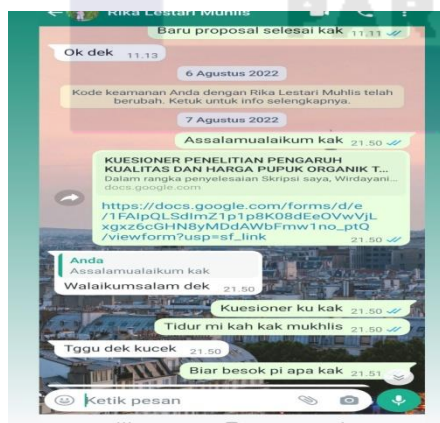 Rika Lestari Muhlis
Baru proposal selesai kak 11.11
Ok dek 11.13
6 Agustus 2022
Kode keamanan Anda dengan Rika Lestari Muhlis telah
berubah. Ketuk untuk info selengkapnya.
7 Agustus 2022
Assalamualaikum kak 21.50
KUESIONER PENELITIAN PENGARUH
KUALITAS DAN HARGA PUPUK ORGANIK T...
Dalam rangka penyelesaian Skripsi saya, Wirdayani...
docs.google.com
https://docs.google.com/forms/d/e
/1FAIpQLSdImZ1p1p8K08dEeOVwVjL
xgxz6cGHN8yMDdAWbFmw1no_ptQ
/viewform?usp=sf_link
21.50
Anda
Assalamualaikum kak
Walaikumsalam dek 21.50
Kuesioner ku kak 21.50
Tidur mi kah kak mukhlis 21.50
Tggu dek kucek 21.50
Biar besok pi apa kak 21.51
Ketik pesan